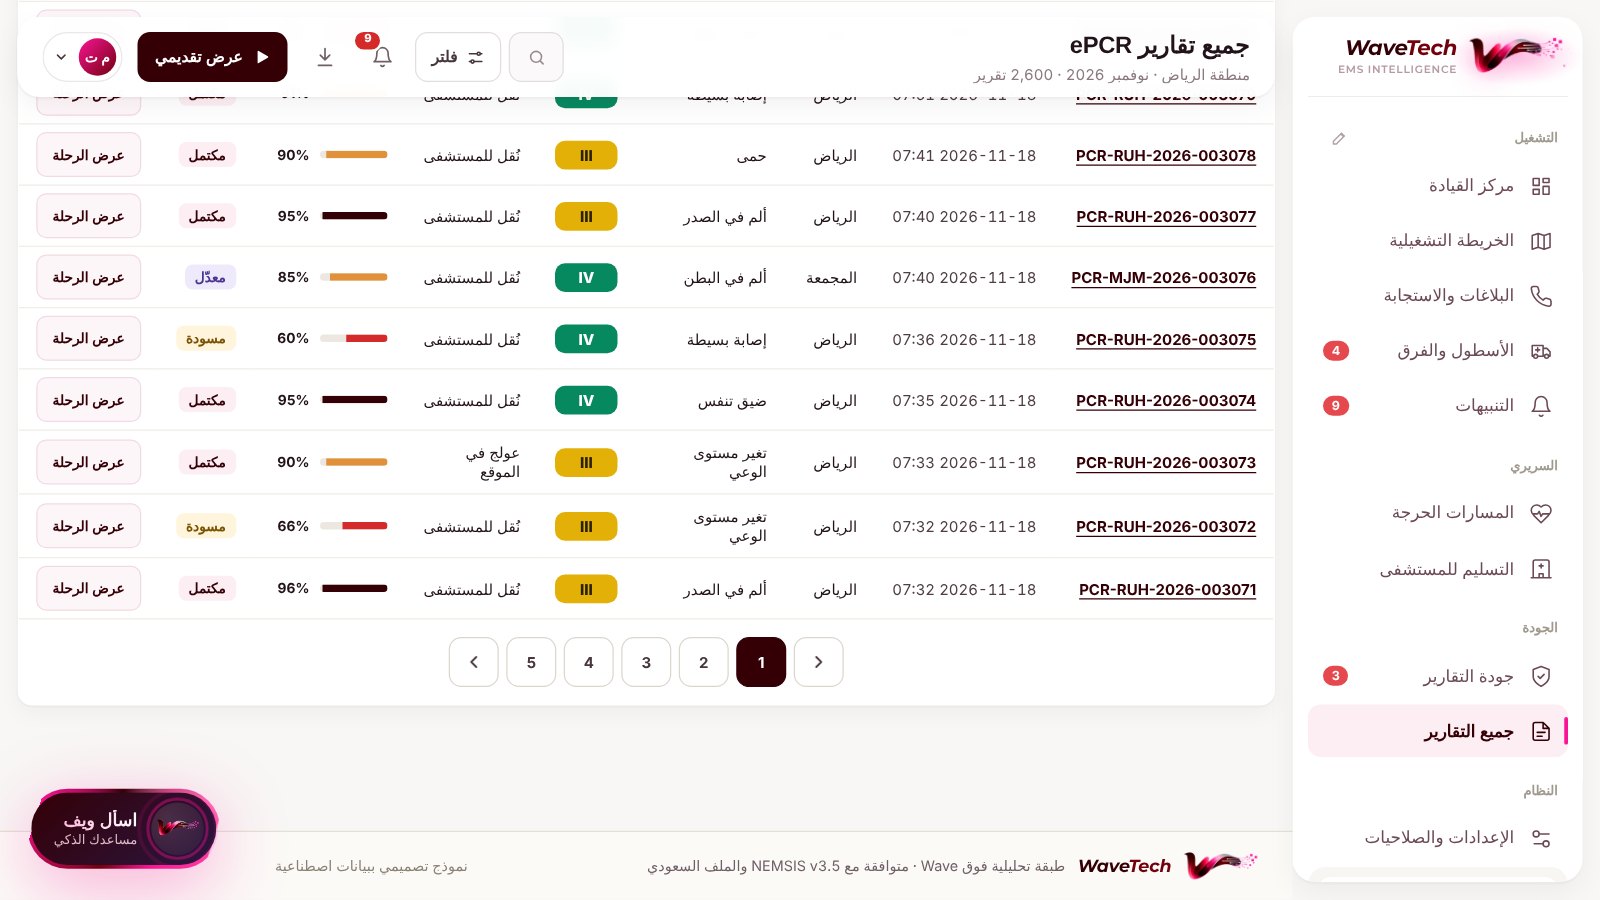 WaveTech
EMS INTELLIGENCE
التشغيل
مركز القيادة
الخريطة التشغيلية
البلاغات والاستجابة
الأسطول والفرق 4
التنبيهات 9
السريري
المسارات الحرجة
التسليم للمستشفى
الجودة
جودة التقارير 3
جميع التقارير
النظام
الإعدادات والصلاحيات
جميع تقارير ePCR
منطقة الرياض · نوفمبر 2026 · 2,600 تقرير
فلتر
9
عرض تقديمي
م ت
PCR-RUH-2026-003078 2026-11-18 07:41 الرياض حمى III نُقل للمستشفى 90% مكتمل عرض الرحلة
PCR-RUH-2026-003077 2026-11-18 07:40 الرياض ألم في الصدر III نُقل للمستشفى 95% مكتمل عرض الرحلة
PCR-MJM-2026-003076 2026-11-18 07:40 المجمعة ألم في البطن IV نُقل للمستشفى 85% معدّل عرض الرحلة
PCR-RUH-2026-003075 2026-11-18 07:36 الرياض إصابة بسيطة IV نُقل للمستشفى 60% مسودة عرض الرحلة
PCR-RUH-2026-003074 2026-11-18 07:35 الرياض ضيق تنفس IV نُقل للمستشفى 95% مكتمل عرض الرحلة
PCR-RUH-2026-003073 2026-11-18 07:33 الرياض تغير مستوى الوعي III عولج في الموقع 90% مكتمل عرض الرحلة
PCR-RUH-2026-003072 2026-11-18 07:32 الرياض تغير مستوى الوعي III نُقل للمستشفى 66% مسودة عرض الرحلة
PCR-RUH-2026-003071 2026-11-18 07:32 الرياض ألم في الصدر III نُقل للمستشفى 96% مكتمل عرض الرحلة
1 2 3 4 5
WaveTech طبقة تحليلية فوق Wave · متوافقة مع NEMSIS v3.5 والملف السعودي
نموذج تصميمي ببيانات اصطناعية
اسأل ويف
مساعدك الذكي